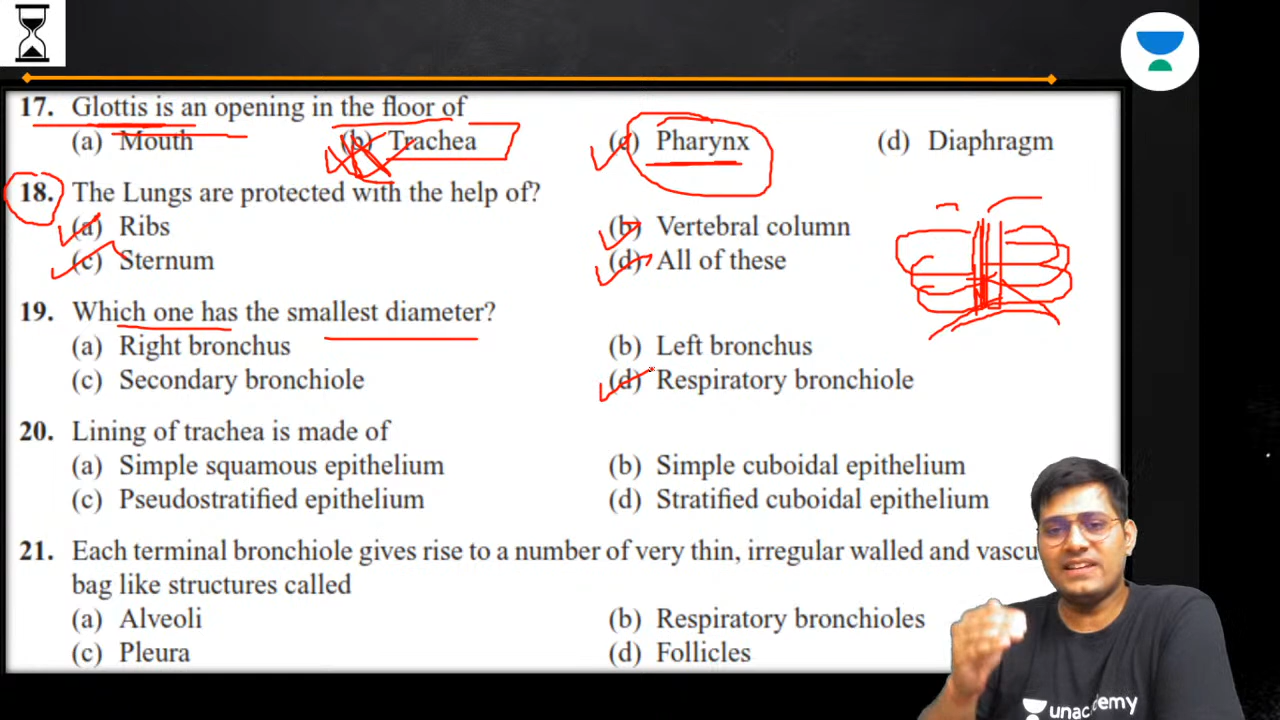 17. Glottis is an opening in the floor of
(a) Mouth (b) Trachea (c) Pharynx (d) Diaphragm
18. The Lungs are protected with the help of?
(a) Ribs (b) Vertebral column
(c) Sternum (d) All of these
19. Which one has the smallest diameter?
(a) Right bronchus (b) Left bronchus
(c) Secondary bronchiole (d) Respiratory bronchiole
20. Lining of trachea is made of
(a) Simple squamous epithelium (b) Simple cuboidal epithelium
(c) Pseudostratified epithelium (d) Stratified cuboidal epithelium
21. Each terminal bronchiole gives rise to a number of very thin, irregular walled and
bag like structures called
(a) Alveoli (b) Respiratory bronchioles
(c) Pleura (d) Follicles
unacademy